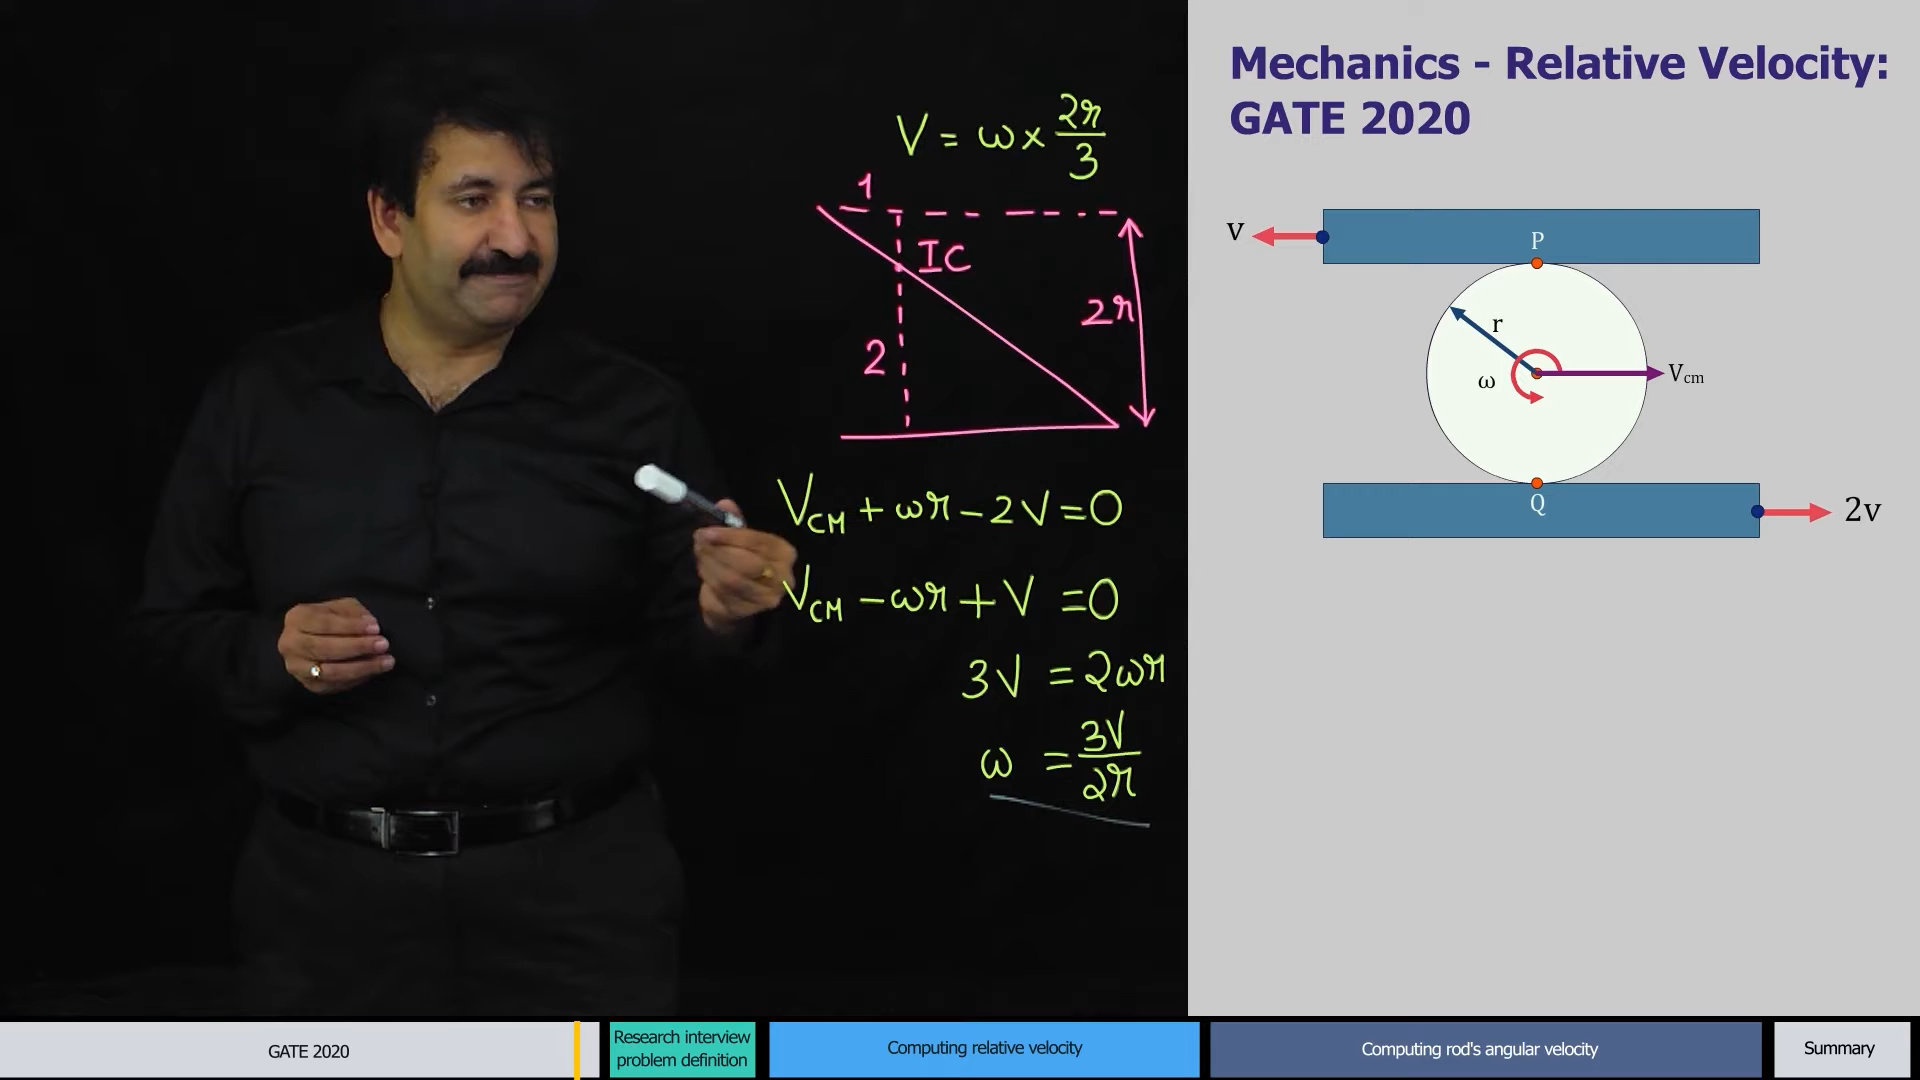 V = ω × 2r/3
1
IC
2r
2
V_CM + ωr − 2V = 0
V_CM − ωr + V = 0
3V = 2ωr
ω = 3V/2r
Mechanics - Relative Velocity:
GATE 2020
V
P
r
ω
V_cm
Q
2v
GATE 2020
Research interview
problem definition
Computing relative velocity
Computing rod's angular velocity
Summary